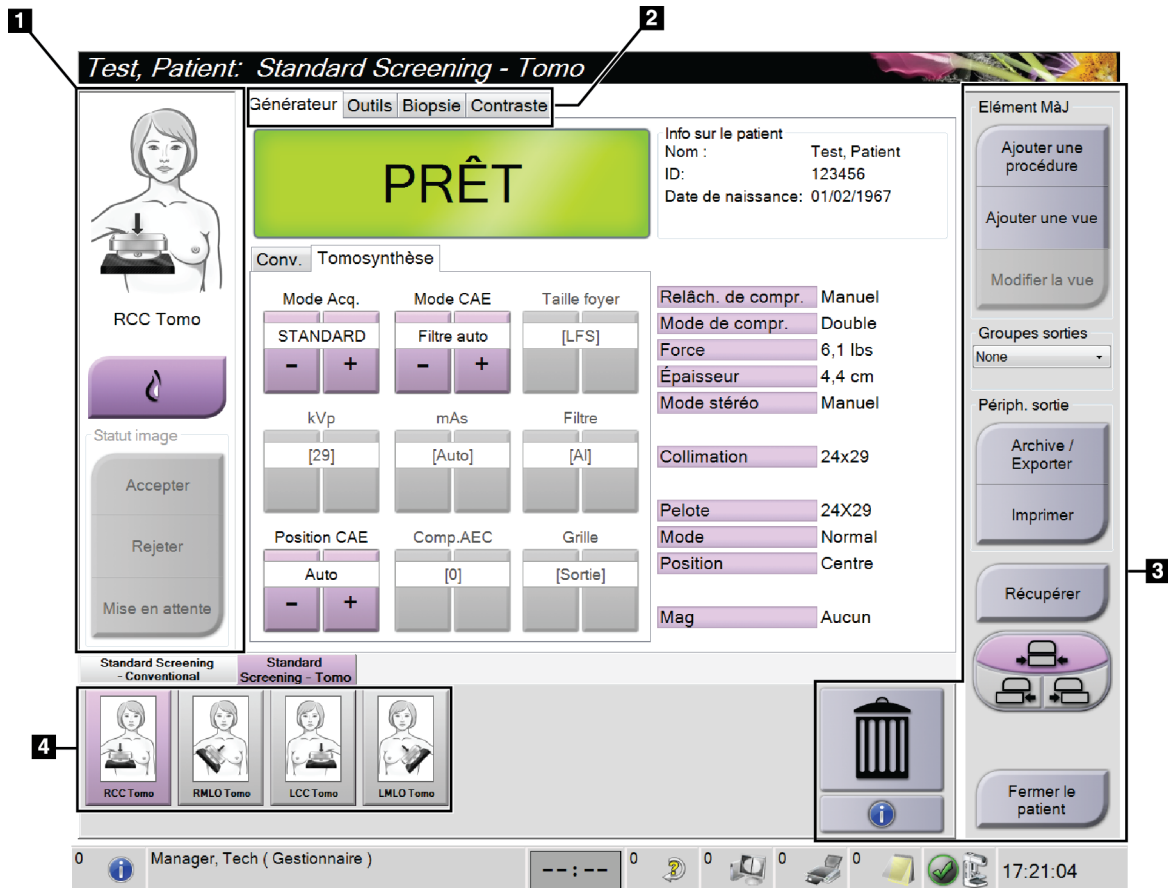 1
2
Test, Patient: Standard Screening - Tomo
Générateur Outils Biopsie Contraste
PRÊT
Info sur le patient
Nom : Test, Patient
ID: 123456
Date de naissance: 01/02/1967
RCC Tomo
Statut image
Accepter
Rejeter
Mise en attente
Conv. Tomosynthèse
Mode Acq. Mode CAE Taille foyer
STANDARD Filtre auto [LFS]
- + - +
kVp mAs Filtre
[29] [Auto] [Al]
Position CAE Comp.AEC Grille
Auto [0] [Sortie]
- +
Relâch. de compr. Manuel
Mode de compr. Double
Force 6,1 lbs
Épaisseur 4,4 cm
Mode stéréo Manuel
Collimation 24x29
Pelote 24X29
Mode Normal
Position Centre
Mag Aucun
Elément MàJ
Ajouter une
procédure
Ajouter une vue
Modifier la vue
Groupes sorties
None
Périph. sortie
Archive /
Exporter
Imprimer
3
Récupérer
Fermer le
patient
Standard Screening
- Conventional
Standard
Screening - Tomo
4
RCC Tomo RMLO Tomo LCC Tomo LMLO Tomo
i
0 i Manager, Tech ( Gestionnaire ) --:-- 0 ? 0 0 0 17:21:04